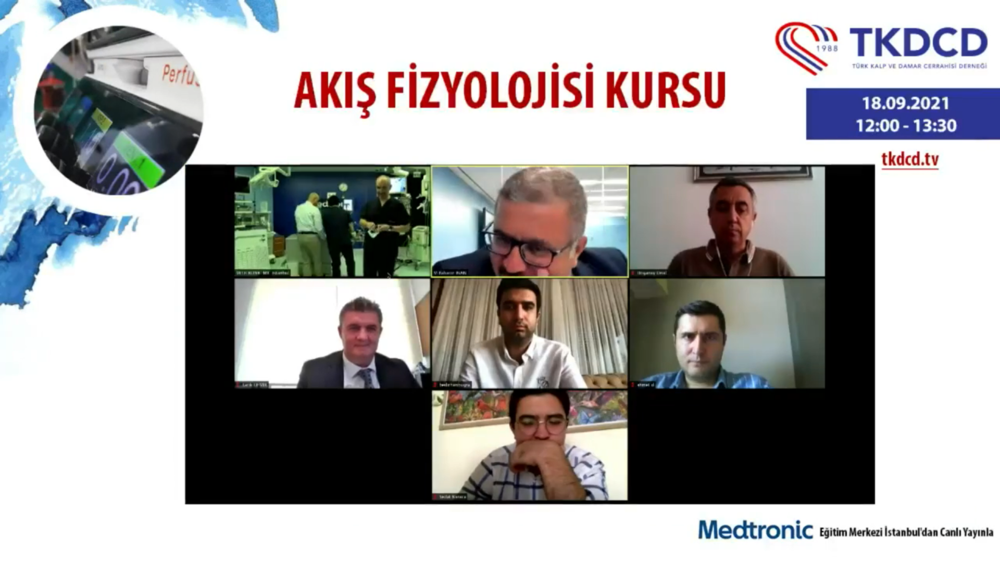 Perfus
AKIŞ FİZYOLOJİSİ KURSU
1988
TKDCD
TÜRK KALP VE DAMAR CERRAHİSİ DERNEĞİ
18.09.2021
12:00 - 13:30
tkdcd.tv
Medtronic Eğitim Merkezi İstanbul'dan Canlı Yayınla